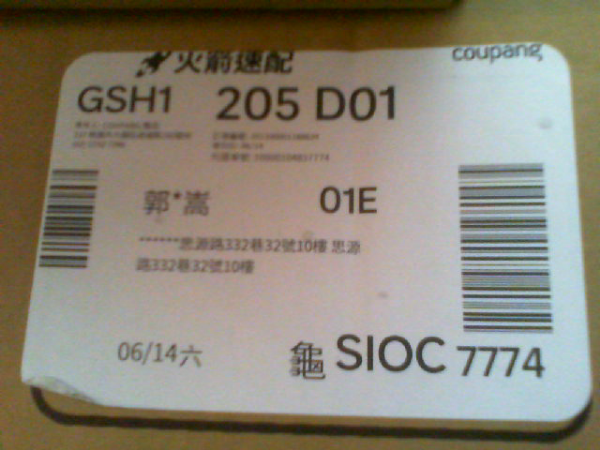 火箭速配
coupang
GSH1 205 D01
郭*嵩 01E
******思源路332巷32號10樓 思源
路332巷32號10樓
06/14六
龜 SIOC 7774